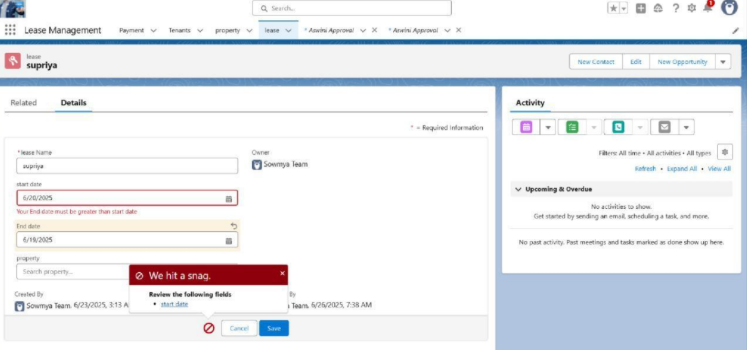 Search...
Lease Management
Payment
Tenants
property
lease
* Aswini Approval
* Aswini Approval
lease
supriya
New Contact
Edit
New Opportunity
Related
Details
* = Required Information
* lease Name
supriya
Owner
Sowmya Team
start date
6/20/2025
Your End date must be greater than start date
End date
6/19/2025
property
Search property...
We hit a snag.
Review the following fields
start date
Created By
Sowmya Team, 6/23/2025, 3:13 A
By
Team, 6/26/2025, 7:38 AM
Cancel
Save
Activity
Filters: All time • All activities • All types
Refresh • Expand All • View All
Upcoming & Overdue
No activities to show.
Get started by sending an email, scheduling a task, and more.
No past activity. Past meetings and tasks marked as done show up here.